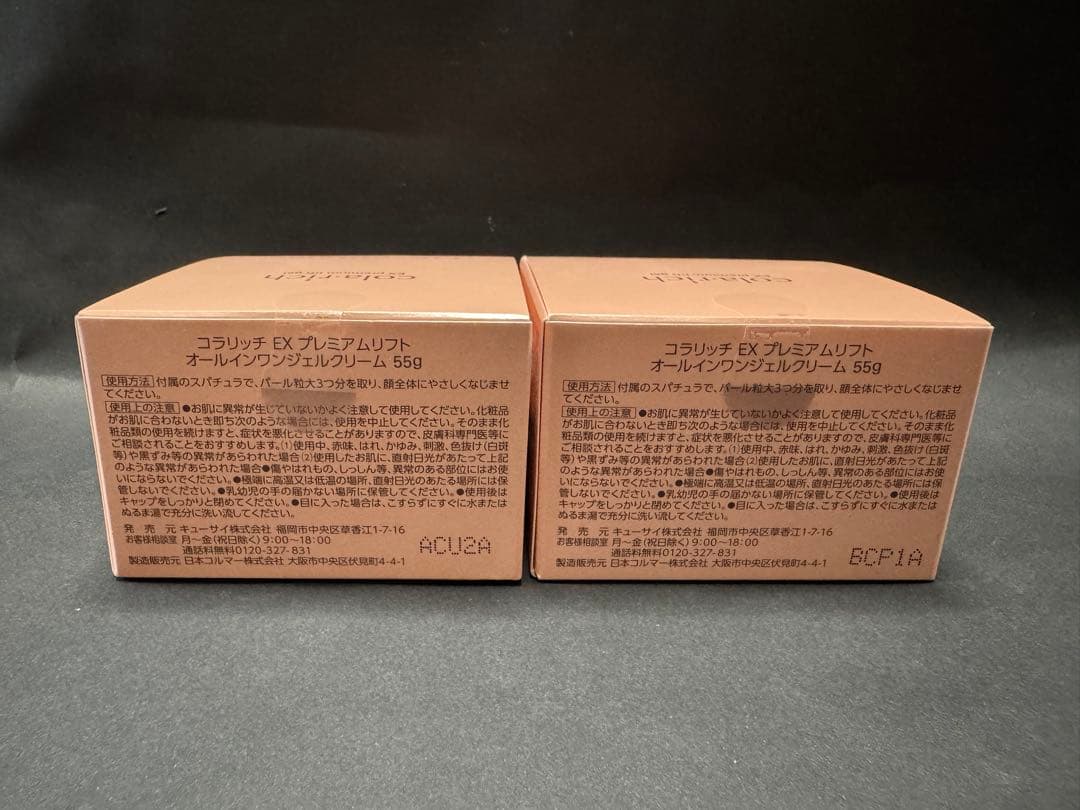 cola-rich
EX premium lift gel
コラリッチ EX プレミアムリフト
オールインワンジェルクリーム 55g
使用方法 付属のスパチュラで、パール粒大3つ分を取り、顔全体にやさしくなじませ
てください。
使用上の注意 ●お肌に異常が生じていないかよく注意して使用してください。化粧品
がお肌に合わないとき即ち次のような場合には、使用を中止してください。そのまま化
粧品類の使用を続けますと、症状を悪化させることがありますので、皮膚科専門医等に
ご相談されることをおすすめします。(1)使用中、赤味、はれ、かゆみ、刺激、色抜け(白斑
等)や黒ずみ等の異常があらわれた場合(2)使用したお肌に、直射日光があたって上記
のような異常があらわれた場合●傷やはれもの、しっしん等、異常のある部位にはお使
いにならないでください。●極端に高温又は低温の場所、直射日光のあたる場所には保
管しないでください。●乳幼児の手の届かない場所に保管してください。●使用後は
キャップをしっかりと閉めてください。●目に入った場合は、こすらずにすぐに水または
ぬるま湯で充分に洗い流してください。
発売元 キューサイ株式会社 福岡市中央区草香江1-7-16
お客様相談室 月～金(祝日除く)9:00～18:00
通話料無料0120-327-831
製造販売元 日本コルマー株式会社 大阪市中央区伏見町4-4-1
ACU2A
cola-rich
コラリッチ EX プレミアムリフト
オールインワンジェルクリーム 55g
使用方法 付属のスパチュラで、パール粒大3つ分を取り、顔全体にやさしくなじませ
てください。
使用上の注意 ●お肌に異常が生じていないかよく注意して使用してください。化粧品
がお肌に合わないとき即ち次のような場合には、使用を中止してください。そのまま化
粧品類の使用を続けますと、症状を悪化させることがありますので、皮膚科専門医等に
ご相談されることをおすすめします。(1)使用中、赤味、はれ、かゆみ、刺激、色抜け(白斑
等)や黒ずみ等の異常があらわれた場合(2)使用したお肌に、直射日光があたって上記
のような異常があらわれた場合●傷やはれもの、しっしん等、異常のある部位にはお使
いにならないでください。●極端に高温又は低温の場所、直射日光のあたる場所には保
管しないでください。●乳幼児の手の届かない場所に保管してください。●使用後は
キャップをしっかりと閉めてください。●目に入った場合は、こすらずにすぐに水または
ぬるま湯で充分に洗い流してください。
発売元 キューサイ株式会社 福岡市中央区草香江1-7-16
お客様相談室 月～金(祝日除く)9:00～18:00
通話料無料0120-327-831
製造販売元 日本コルマー株式会社 大阪市中央区伏見町4-4-1
BCP1A